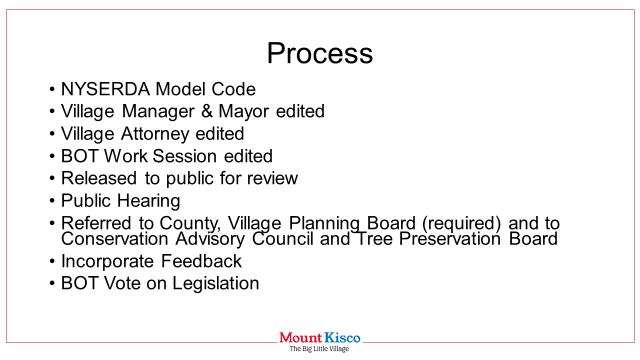 Process
• NYSERDA Model Code
• Village Manager & Mayor edited
• Village Attorney edited
• BOT Work Session edited
• Released to public for review
• Public Hearing
• Referred to County, Village Planning Board (required) and to
Conservation Advisory Council and Tree Preservation Board
• Incorporate Feedback
• BOT Vote on Legislation
Mount Kisco
The Big Little Village